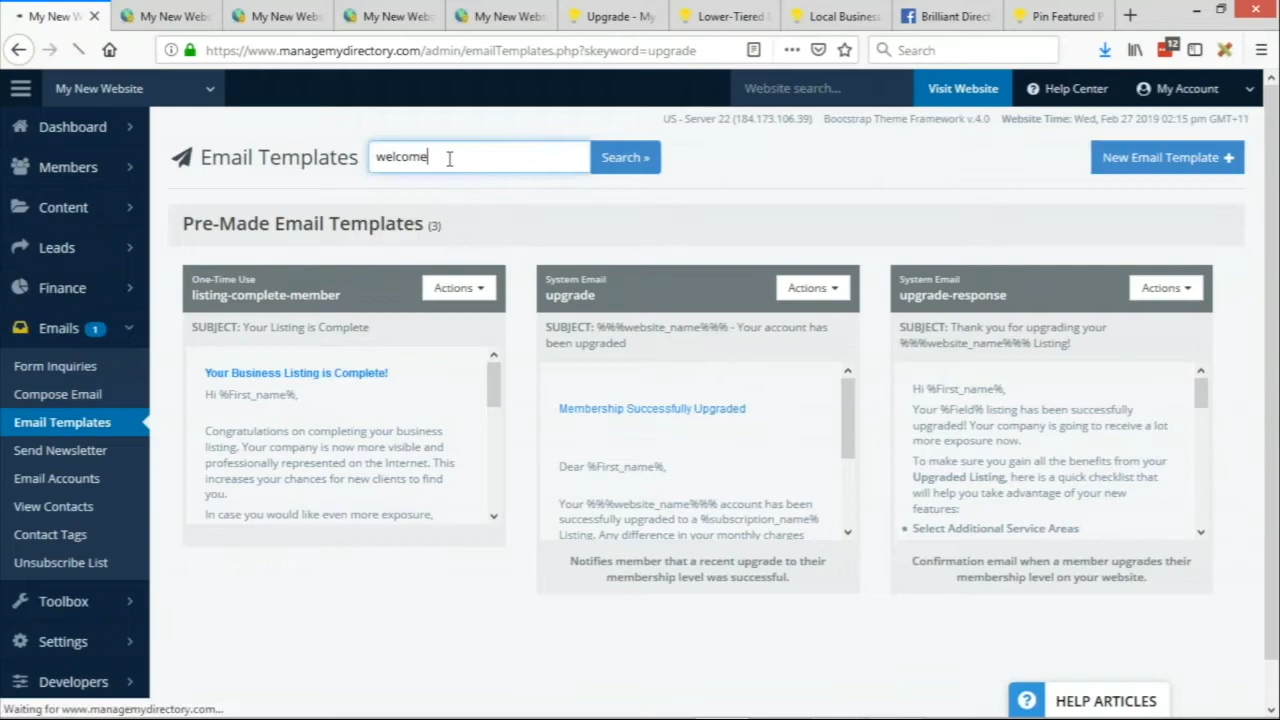 My New W
My New Webs
My New Webs
My New Webs
My New Webs
Upgrade - My
Lower-Tiered
Local Business
Brilliant Direct
Pin Featured P
https://www.managemydirectory.com/admin/emailTemplates.php?skeyword=upgrade
Search
12
My New Website
Website search...
Visit Website
Help Center
My Account
US - Server 22 (184.173.106.39)
Bootstrap Theme Framework v.4.0
Website Time: Wed, Feb 27 2019 02:15 pm GMT+11
Dashboard
Members
Content
Leads
Finance
Emails 1
Form Inquiries
Compose Email
Email Templates
Send Newsletter
Email Accounts
View Contacts
Contact Tags
Unsubscribe List
Toolbox
Settings
Developers
Email Templates
welcome
Search »
New Email Template
Pre-Made Email Templates (3)
One-Time Use
listing-complete-member
Actions
SUBJECT: Your Listing is Complete
Your Business Listing is Complete!
Hi %First_name%,
Congratulations on completing your business
listing. Your company is now more visible and
professionally represented on the Internet. This
increases your chances for new clients to find
you.
In case you would like even more exposure,
System Email
upgrade
Actions
SUBJECT: %%%website_name%%% - Your account has
been upgraded
Membership Successfully Upgraded
Dear %First_name%,
Your %%%website_name%%% account has been
successfully upgraded to a %subscription_name%
Listing. Any difference in your monthly charges
Notifies member that a recent upgrade to their
membership level was successful.
System Email
upgrade-response
Actions
SUBJECT: Thank you for upgrading your
%%%website_name%%% Listing!
Hi %First_name%,
Your %Field% listing has been successfully
upgraded! Your company is going to receive a lot
more exposure now.
To make sure you gain all the benefits from your
Upgraded Listing, here is a quick checklist that
will help you take advantage of your new
features:
Select Additional Service Areas
Confirmation email when a member upgrades their
membership level on your website.
HELP ARTICLES
Waiting for www.managemydirectory.com...